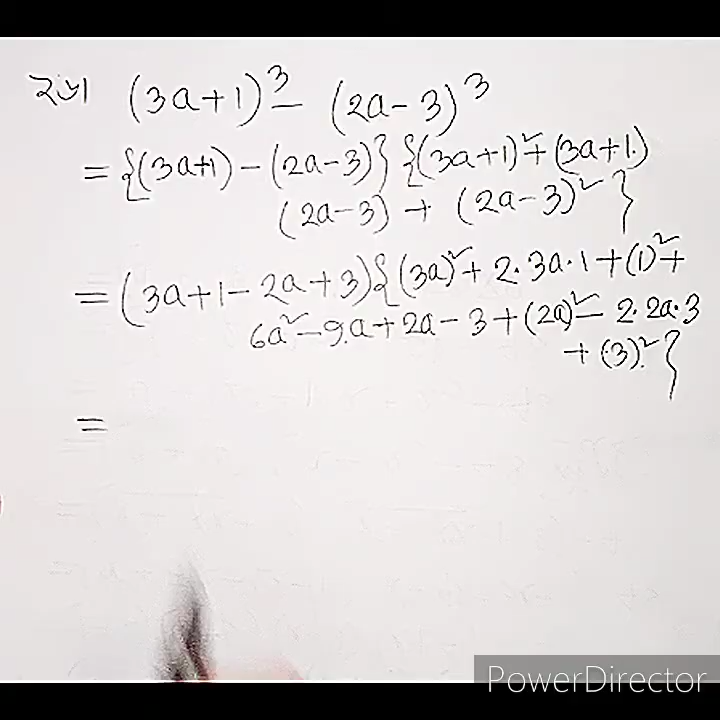 ২৬। (3a+1)³ - (2a-3)³
= {(3a+1) - (2a-3)} {(3a+1)² + (3a+1)
(2a-3) + (2a-3)²}
= (3a+1-2a+3){(3a)² + 2·3a·1 + (1)² +
6a² - 9a + 2a - 3 + (2a)² - 2·2a·3
+ (3)²}
=
PowerDirector